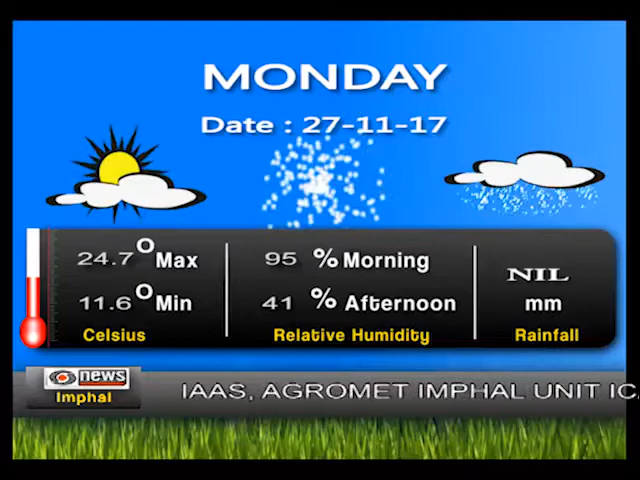 MONDAY
Date : 27-11-17
24.7 O Max
11.6 O Min
Celsius
95 % Morning
41 % Afternoon
Relative Humidity
NIL
mm
Rainfall
news
Imphal
IAAS, AGROMET IMPHAL UNIT IC